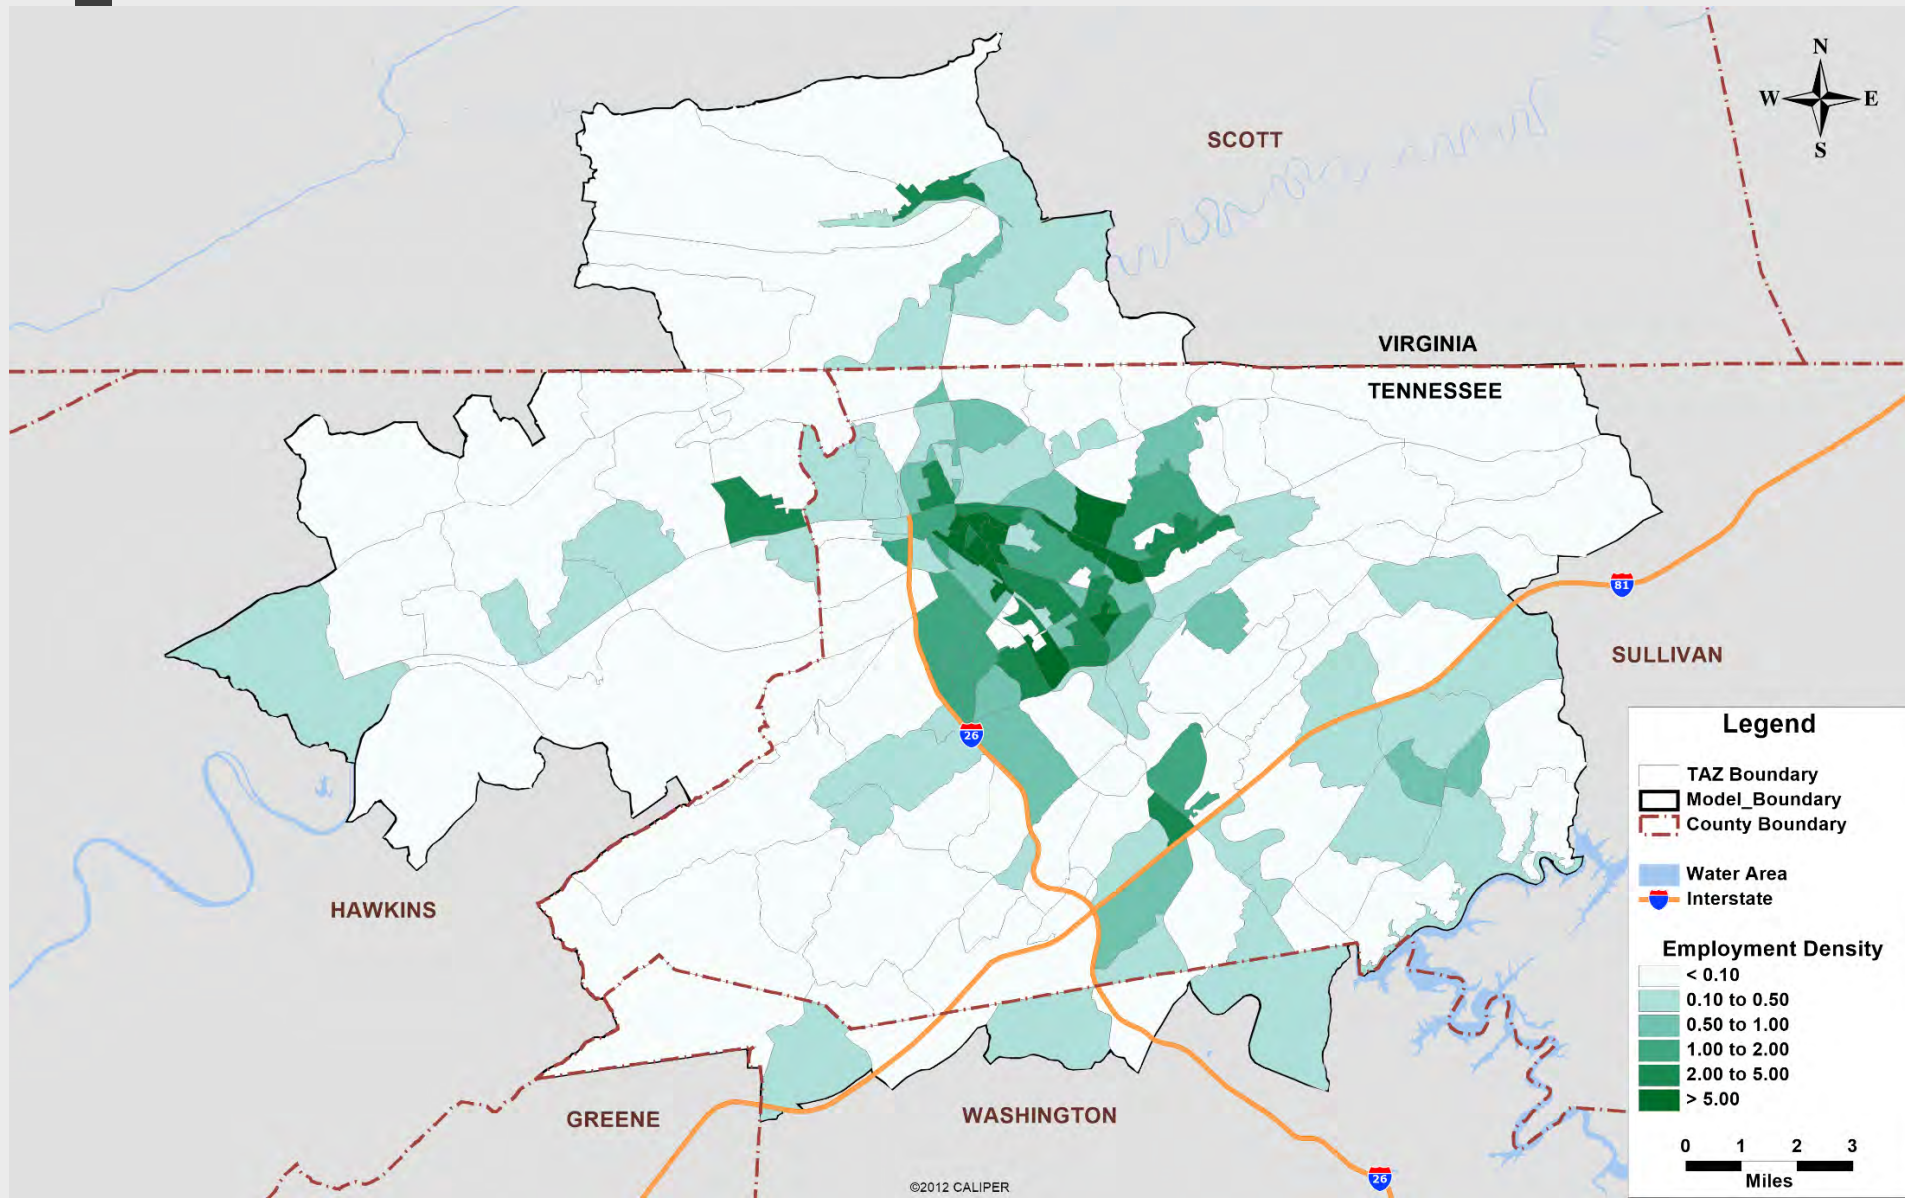 N
W E
S
SCOTT
VIRGINIA
TENNESSEE
81
SULLIVAN
26
HAWKINS
GREENE
WASHINGTON
26
©2012 CALIPER
Legend
TAZ Boundary
Model_Boundary
County Boundary
Water Area
Interstate
Employment Density
< 0.10
0.10 to 0.50
0.50 to 1.00
1.00 to 2.00
2.00 to 5.00
> 5.00
0 1 2 3
Miles